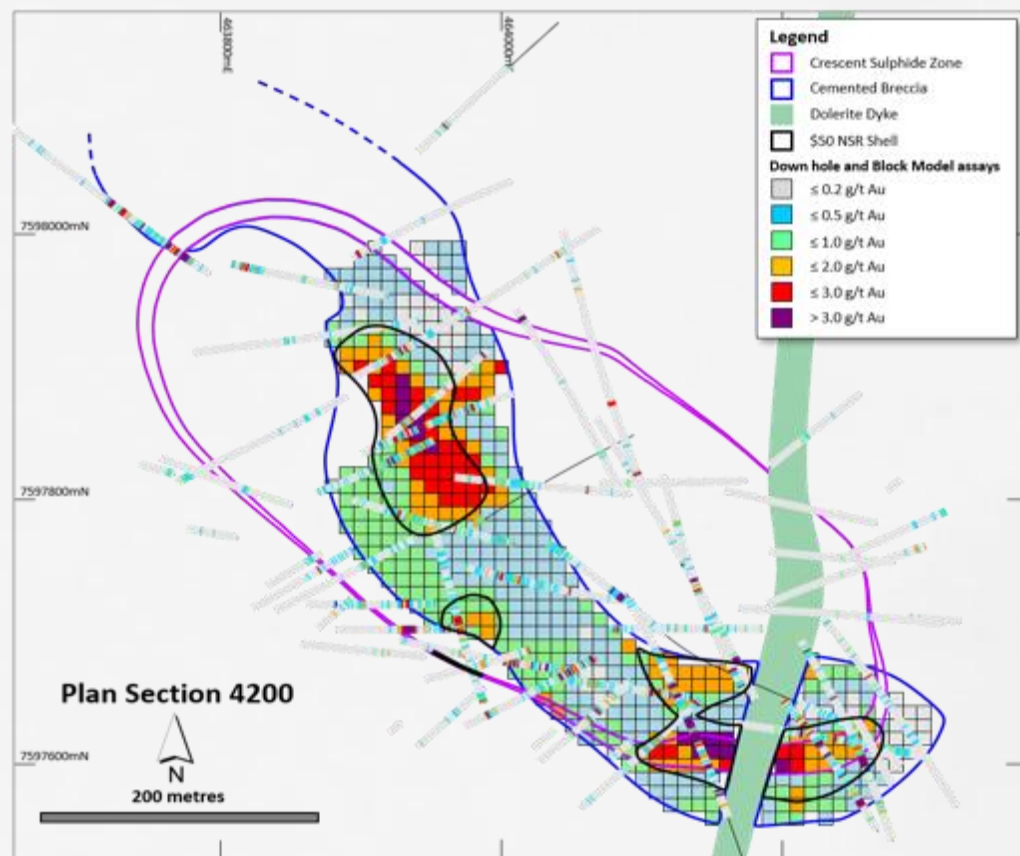 463800mE
464000mE
Legend
Crescent Sulphide Zone
Cemented Breccia
Dolerite Dyke
$50 NSR Shell
Down hole and Block Model assays
≤ 0.2 g/t Au
≤ 0.5 g/t Au
≤ 1.0 g/t Au
≤ 2.0 g/t Au
≤ 3.0 g/t Au
> 3.0 g/t Au
7598000mN
7597800mN
Plan Section 4200
N
7597600mN
200 metres